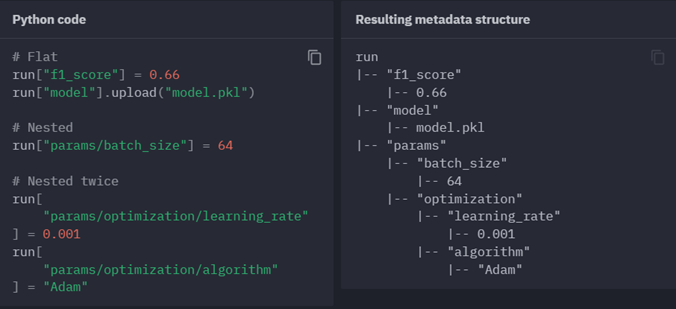 Python code
# Flat
run["f1_score"] = 0.66
run["model"].upload("model.pkl")
# Nested
run["params/batch_size"] = 64
# Nested twice
run[
    "params/optimization/learning_rate"
] = 0.001
run[
    "params/optimization/algorithm"
] = "Adam"
Resulting metadata structure
run
|-- "f1_score"
    |-- 0.66
|-- "model"
    |-- model.pkl
|-- "params"
    |-- "batch_size"
        |-- 64
    |-- "optimization"
        |-- "learning_rate"
            |-- 0.001
        |-- "algorithm"
            |-- "Adam"